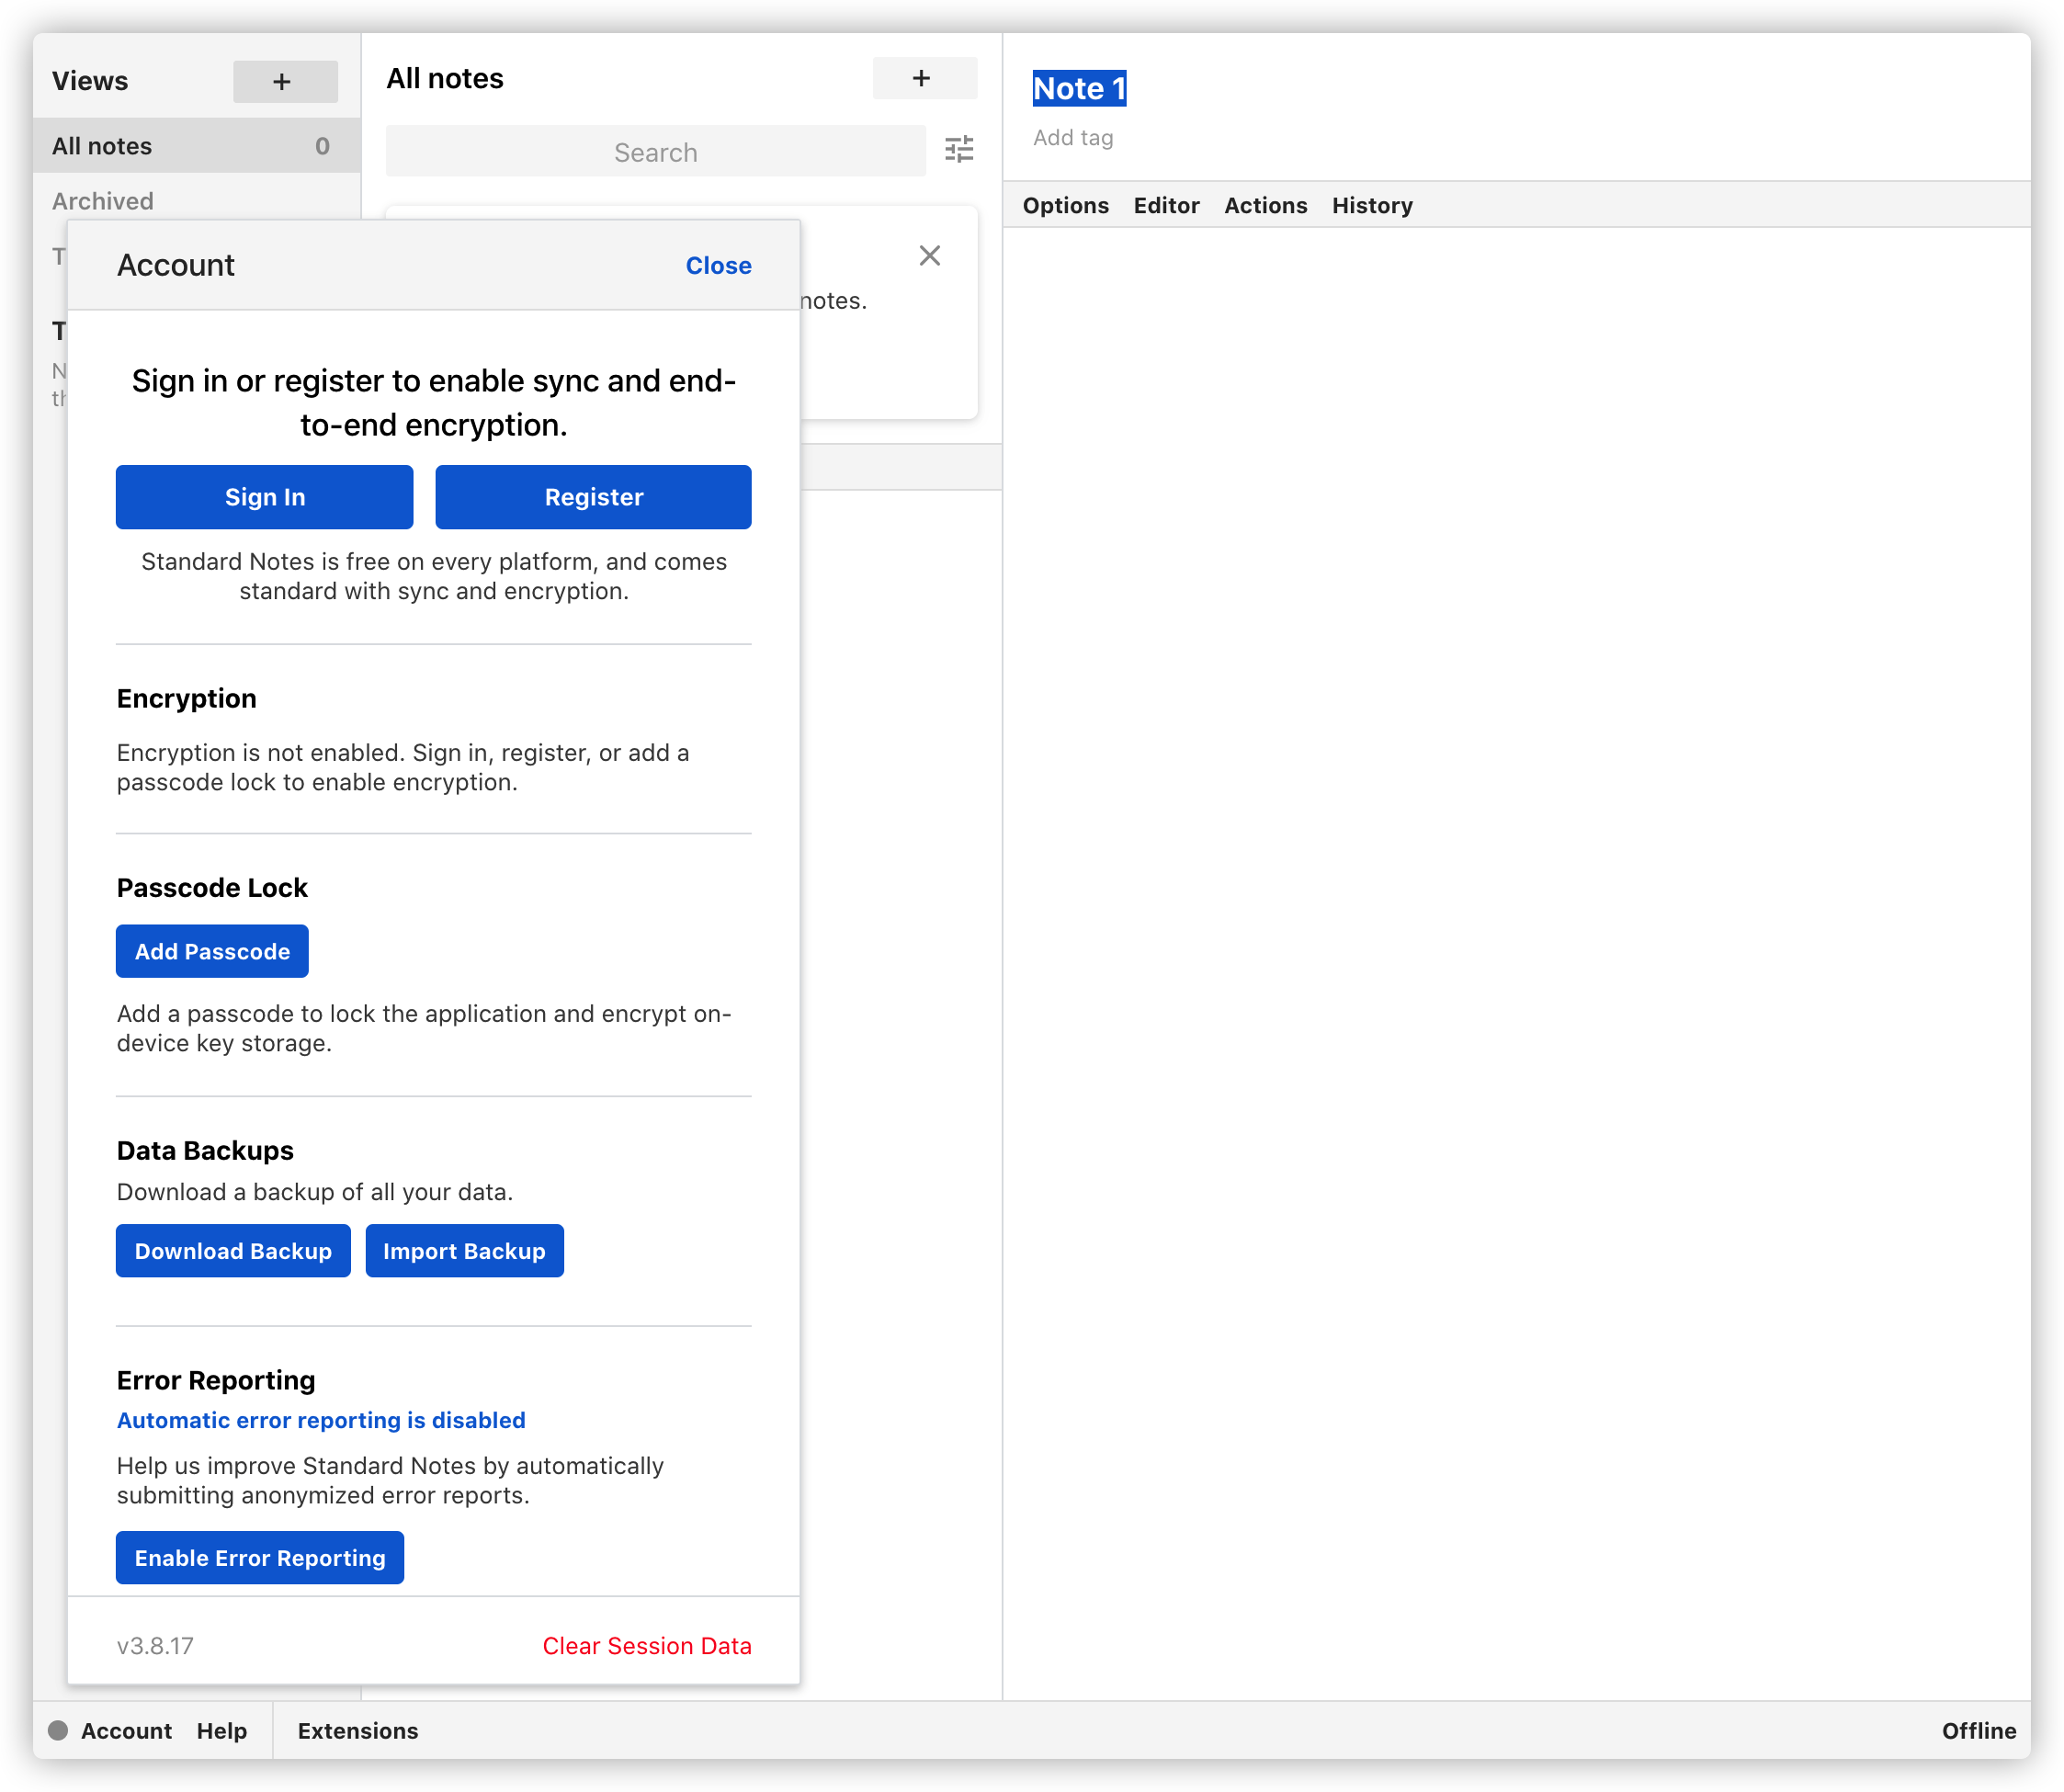 Views
+
All notes 0
Archived
All notes
+
Search
notes.
Note 1
Add tag
Options Editor Actions History
Account
Close
Sign in or register to enable sync and end-
to-end encryption.
Sign In
Register
Standard Notes is free on every platform, and comes
standard with sync and encryption.
Encryption
Encryption is not enabled. Sign in, register, or add a
passcode lock to enable encryption.
Passcode Lock
Add Passcode
Add a passcode to lock the application and encrypt on-
device key storage.
Data Backups
Download a backup of all your data.
Download Backup
Import Backup
Error Reporting
Automatic error reporting is disabled
Help us improve Standard Notes by automatically
submitting anonymized error reports.
Enable Error Reporting
v3.8.17
Clear Session Data
Account Help Extensions
Offline